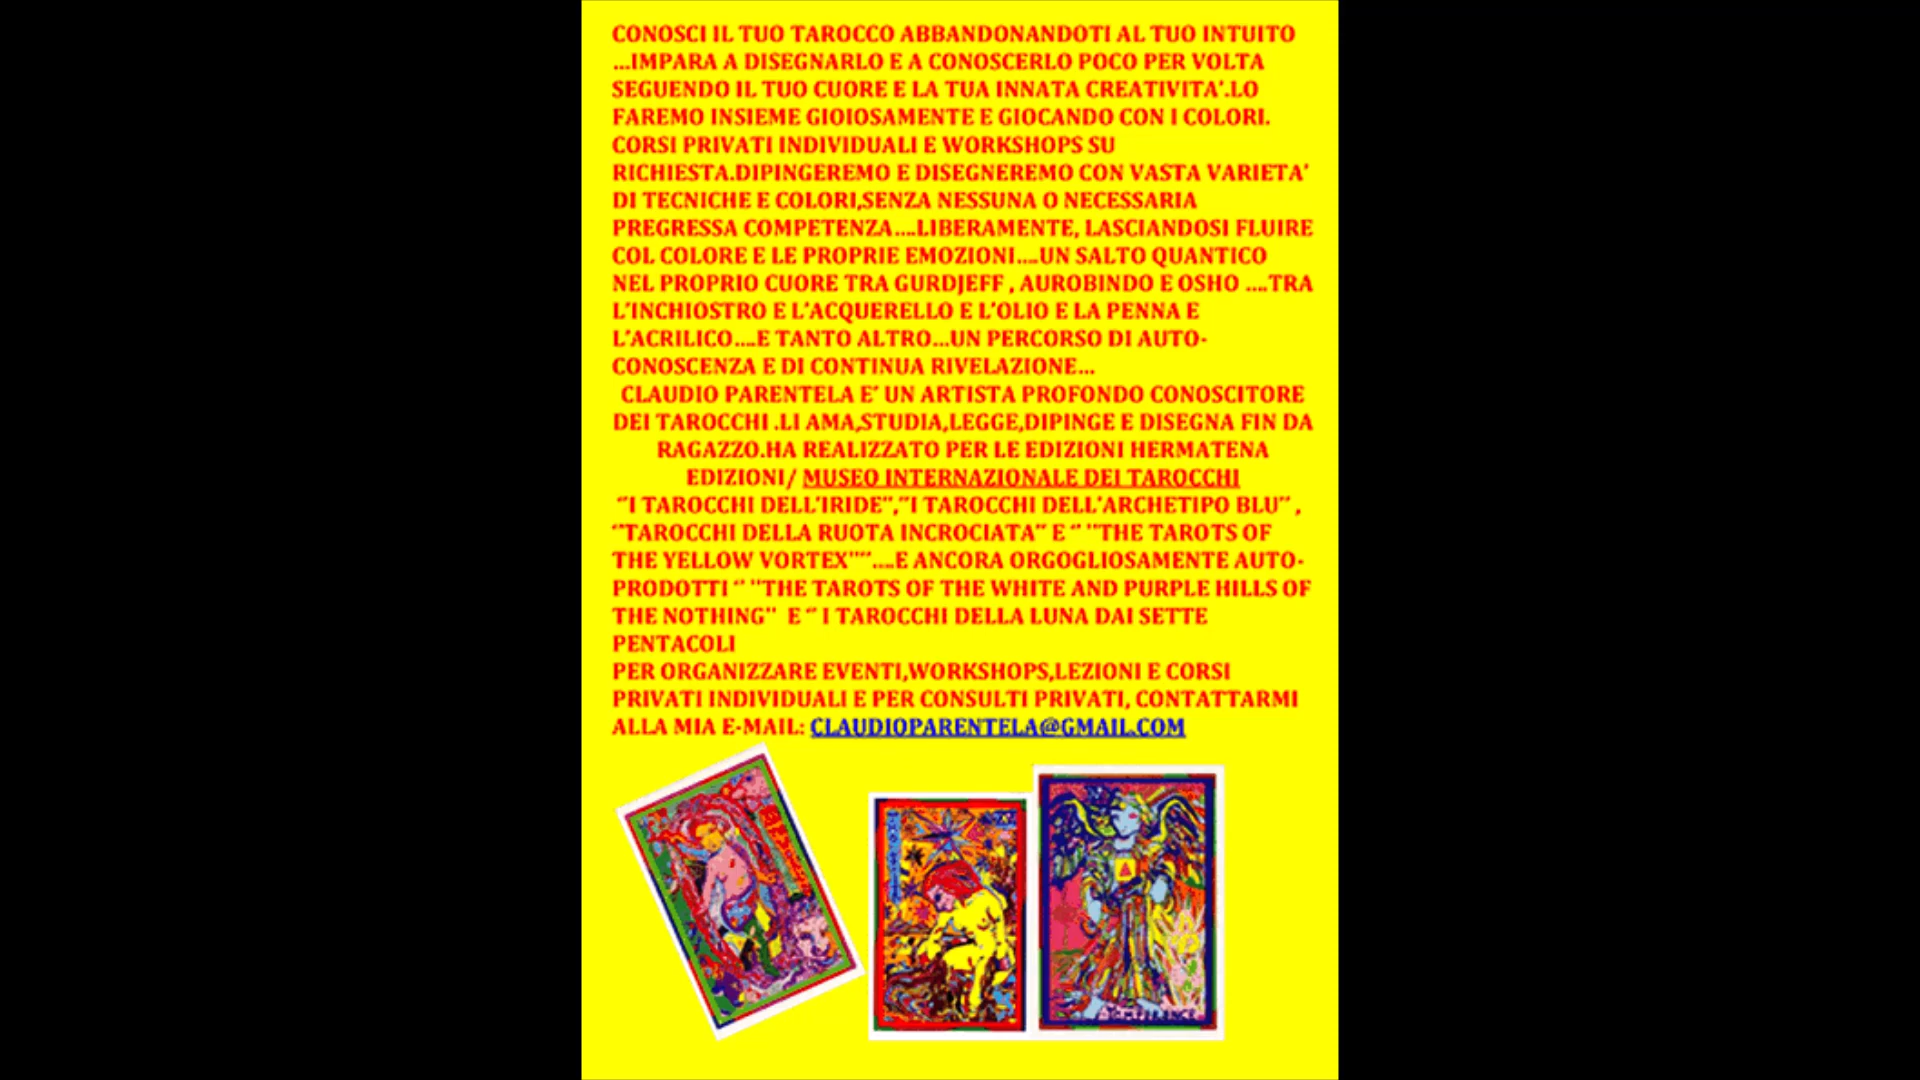 CONOSCI IL TUO TAROCCO ABBANDONANDOTI AL TUO INTUITO
...IMPARA A DISEGNARLO E A CONOSCERLO POCO PER VOLTA
SEGUENDO IL TUO CUORE E LA TUA INNATA CREATIVITA'.LO
FAREMO INSIEME GIOIOSAMENTE E GIOCANDO CON I COLORI.
CORSI PRIVATI INDIVIDUALI E WORKSHOPS SU
RICHIESTA.DIPINGEREMO E DISEGNEREMO CON VASTA VARIETA'
DI TECNICHE E COLORI,SENZA NESSUNA O NECESSARIA
PREGRESSA COMPETENZA....LIBERAMENTE, LASCIANDOSI FLUIRE
COL COLORE E LE PROPRIE EMOZIONI....UN SALTO QUANTICO
NEL PROPRIO CUORE TRA GURDJEFF , AUROBINDO E OSHO ....TRA
L'INCHIOSTRO E L'ACQUERELLO E L'OLIO E LA PENNA E
L'ACRILICO....E TANTO ALTRO...UN PERCORSO DI AUTO-
CONOSCENZA E DI CONTINUA RIVELAZIONE...
CLAUDIO PARENTELA E' UN ARTISTA PROFONDO CONOSCITORE
DEI TAROCCHI .LI AMA,STUDIA,LEGGE,DIPINGE E DISEGNA FIN DA
RAGAZZO.HA REALIZZATO PER LE EDIZIONI HERMATENA
EDIZIONI/ MUSEO INTERNAZIONALE DEI TAROCCHI
"I TAROCCHI DELL'IRIDE","I TAROCCHI DELL'ARCHETIPO BLU" ,
"TAROCCHI DELLA RUOTA INCROCIATA" E " "THE TAROTS OF
THE YELLOW VORTEX""....E ANCORA ORGOGLIOSAMENTE AUTO-
PRODOTTI " "THE TAROTS OF THE WHITE AND PURPLE HILLS OF
THE NOTHING" E " I TAROCCHI DELLA LUNA DAI SETTE
PENTACOLI
PER ORGANIZZARE EVENTI,WORKSHOPS,LEZIONI E CORSI
PRIVATI INDIVIDUALI E PER CONSULTI PRIVATI, CONTATTARMI
ALLA MIA E-MAIL: CLAUDIOPARENTELA@GMAIL.COM